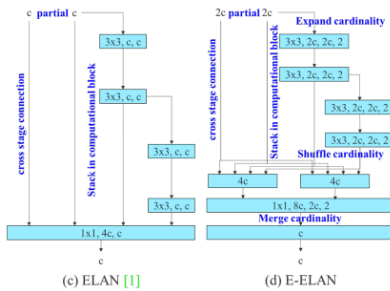 c partial c
3x3, c, c
3x3, c, c
cross stage connection
Stack in computational block
3x3, c, c
3x3, c, c
1x1, 4c, c
c
(c) ELAN [1]
2c partial 2c
Expand cardinality
3x3, 2c, 2c, 2
3x3, 2c, 2c, 2
cross stage connection
Stack in computational block
3x3, 2c, 2c, 2
3x3, 2c, 2c, 2
Shuffle cardinality
4c
4c
1x1, 8c, 2c, 2
Merge cardinality
c
c
(d) E-ELAN